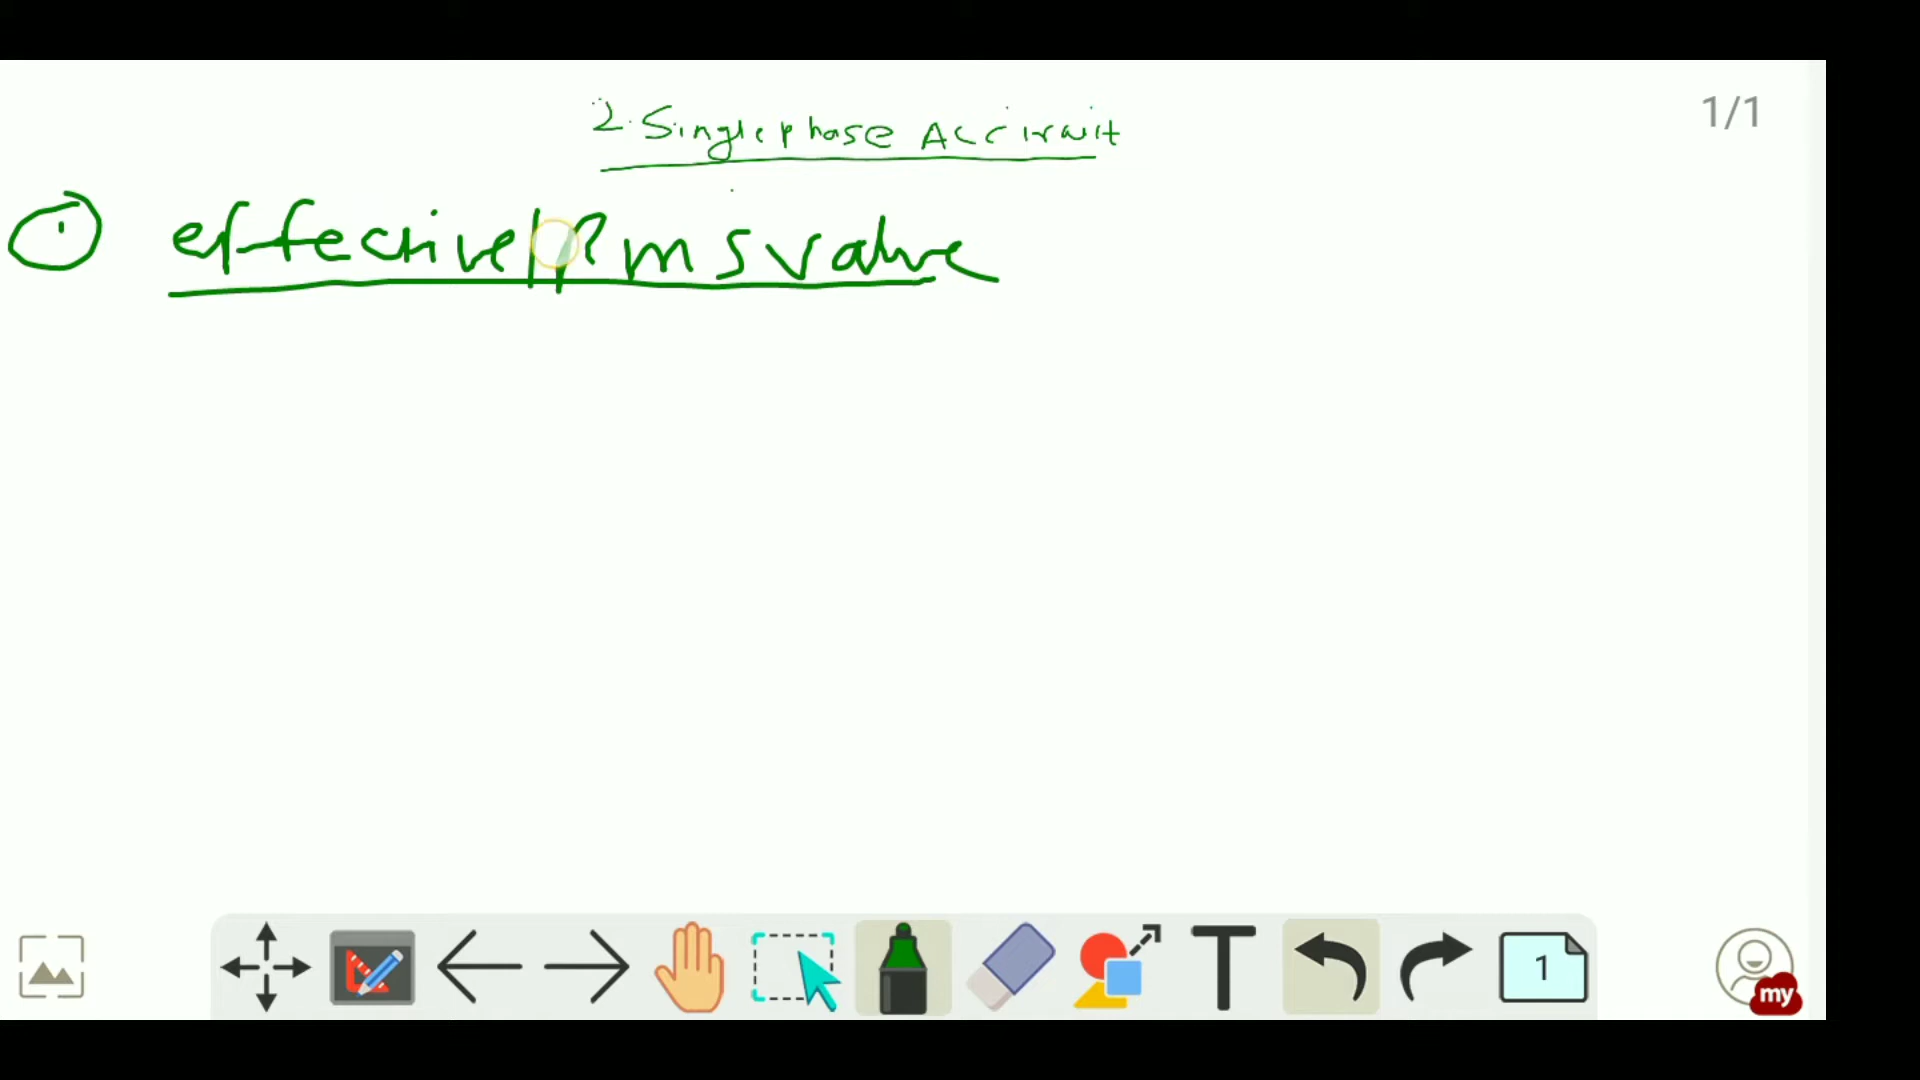 1/1
2. Single phase AC Circuit
① effective/Rms value
1
my